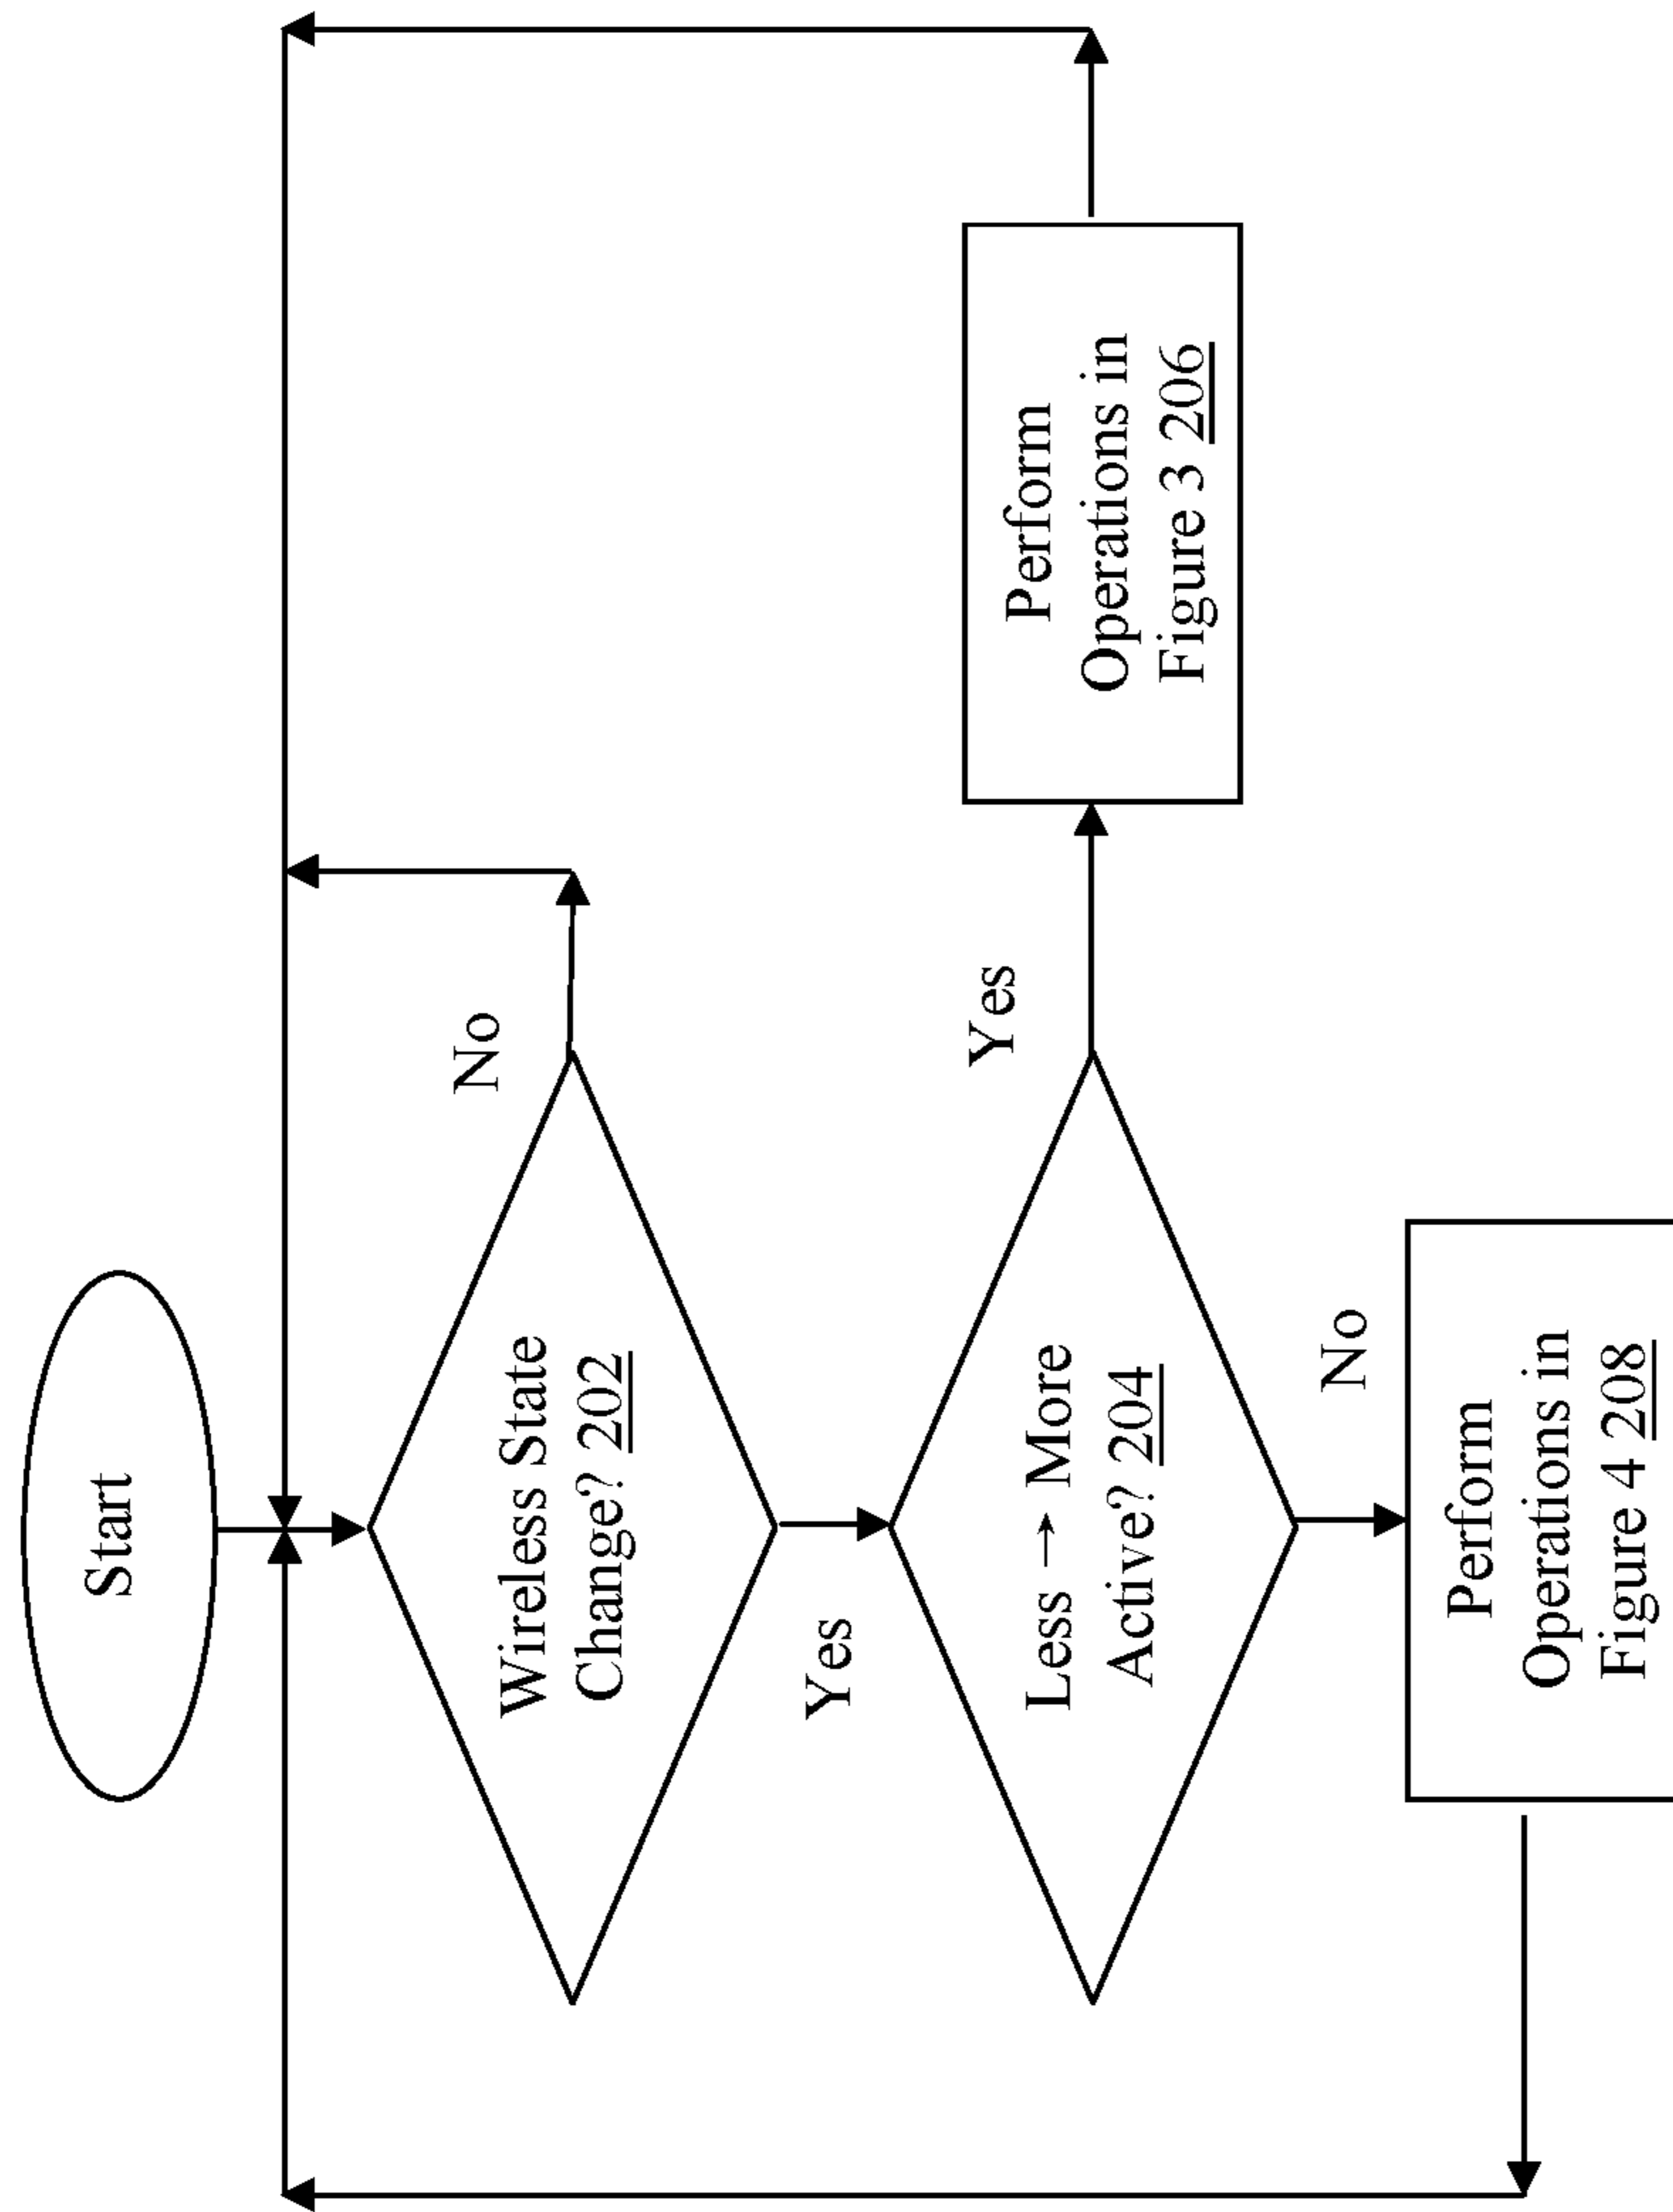 Start
Wireless State
Change? 202
No
Yes
Less → More
Active? 204
Yes
Perform
Operations in
Figure 3 206
No
Perform
Operations in
Figure 4 208